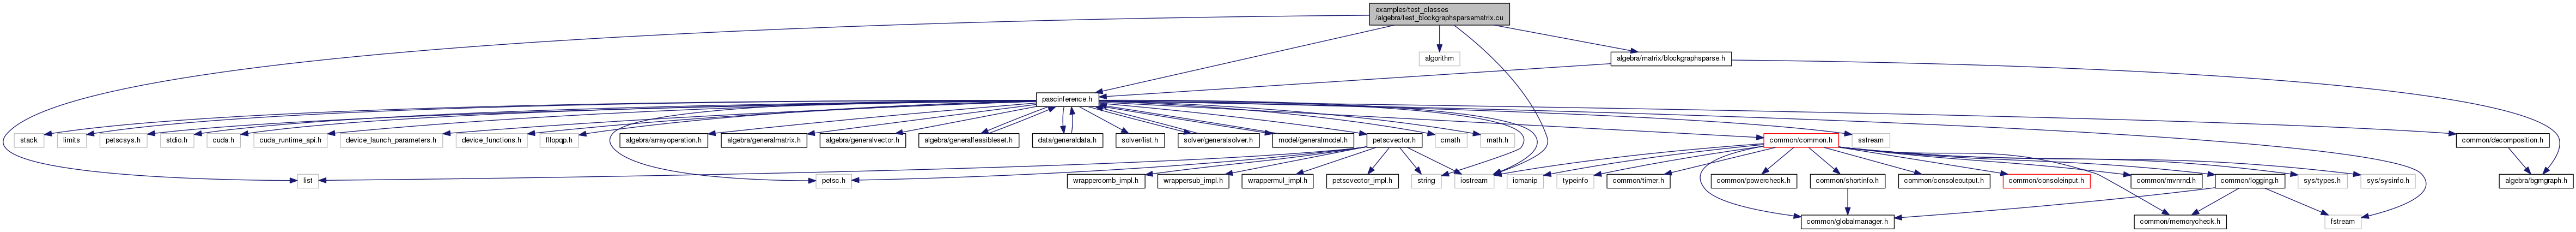 examples/test_classes
/algebra/test_blockgraphsparsematrix.cu
algorithm
algebra/matrix/blockgraphsparse.h
pascinference.h
stack
limits
petscsys.h
stdio.h
cuda.h
cuda_runtime_api.h
device_launch_parameters.h
device_functions.h
fllopqp.h
algebra/arrayoperation.h
algebra/generalmatrix.h
algebra/generalvector.h
algebra/generalfeasibleset.h
data/generaldata.h
solver/list.h
solver/generalsolver.h
model/generalmodel.h
petscvector.h
cmath
math.h
common/common.h
sstream
common/decomposition.h
list
petsc.h
wrappercomb_impl.h
wrappersub_impl.h
wrappermul_impl.h
petscvector_impl.h
string
iostream
iomanip
typeinfo
common/timer.h
common/powercheck.h
common/shortinfo.h
common/consoleoutput.h
common/consoleinput.h
common/mvnrnd.h
common/logging.h
sys/types.h
sys/sysinfo.h
algebra/bgmgraph.h
common/globalmanager.h
common/memorycheck.h
fstream